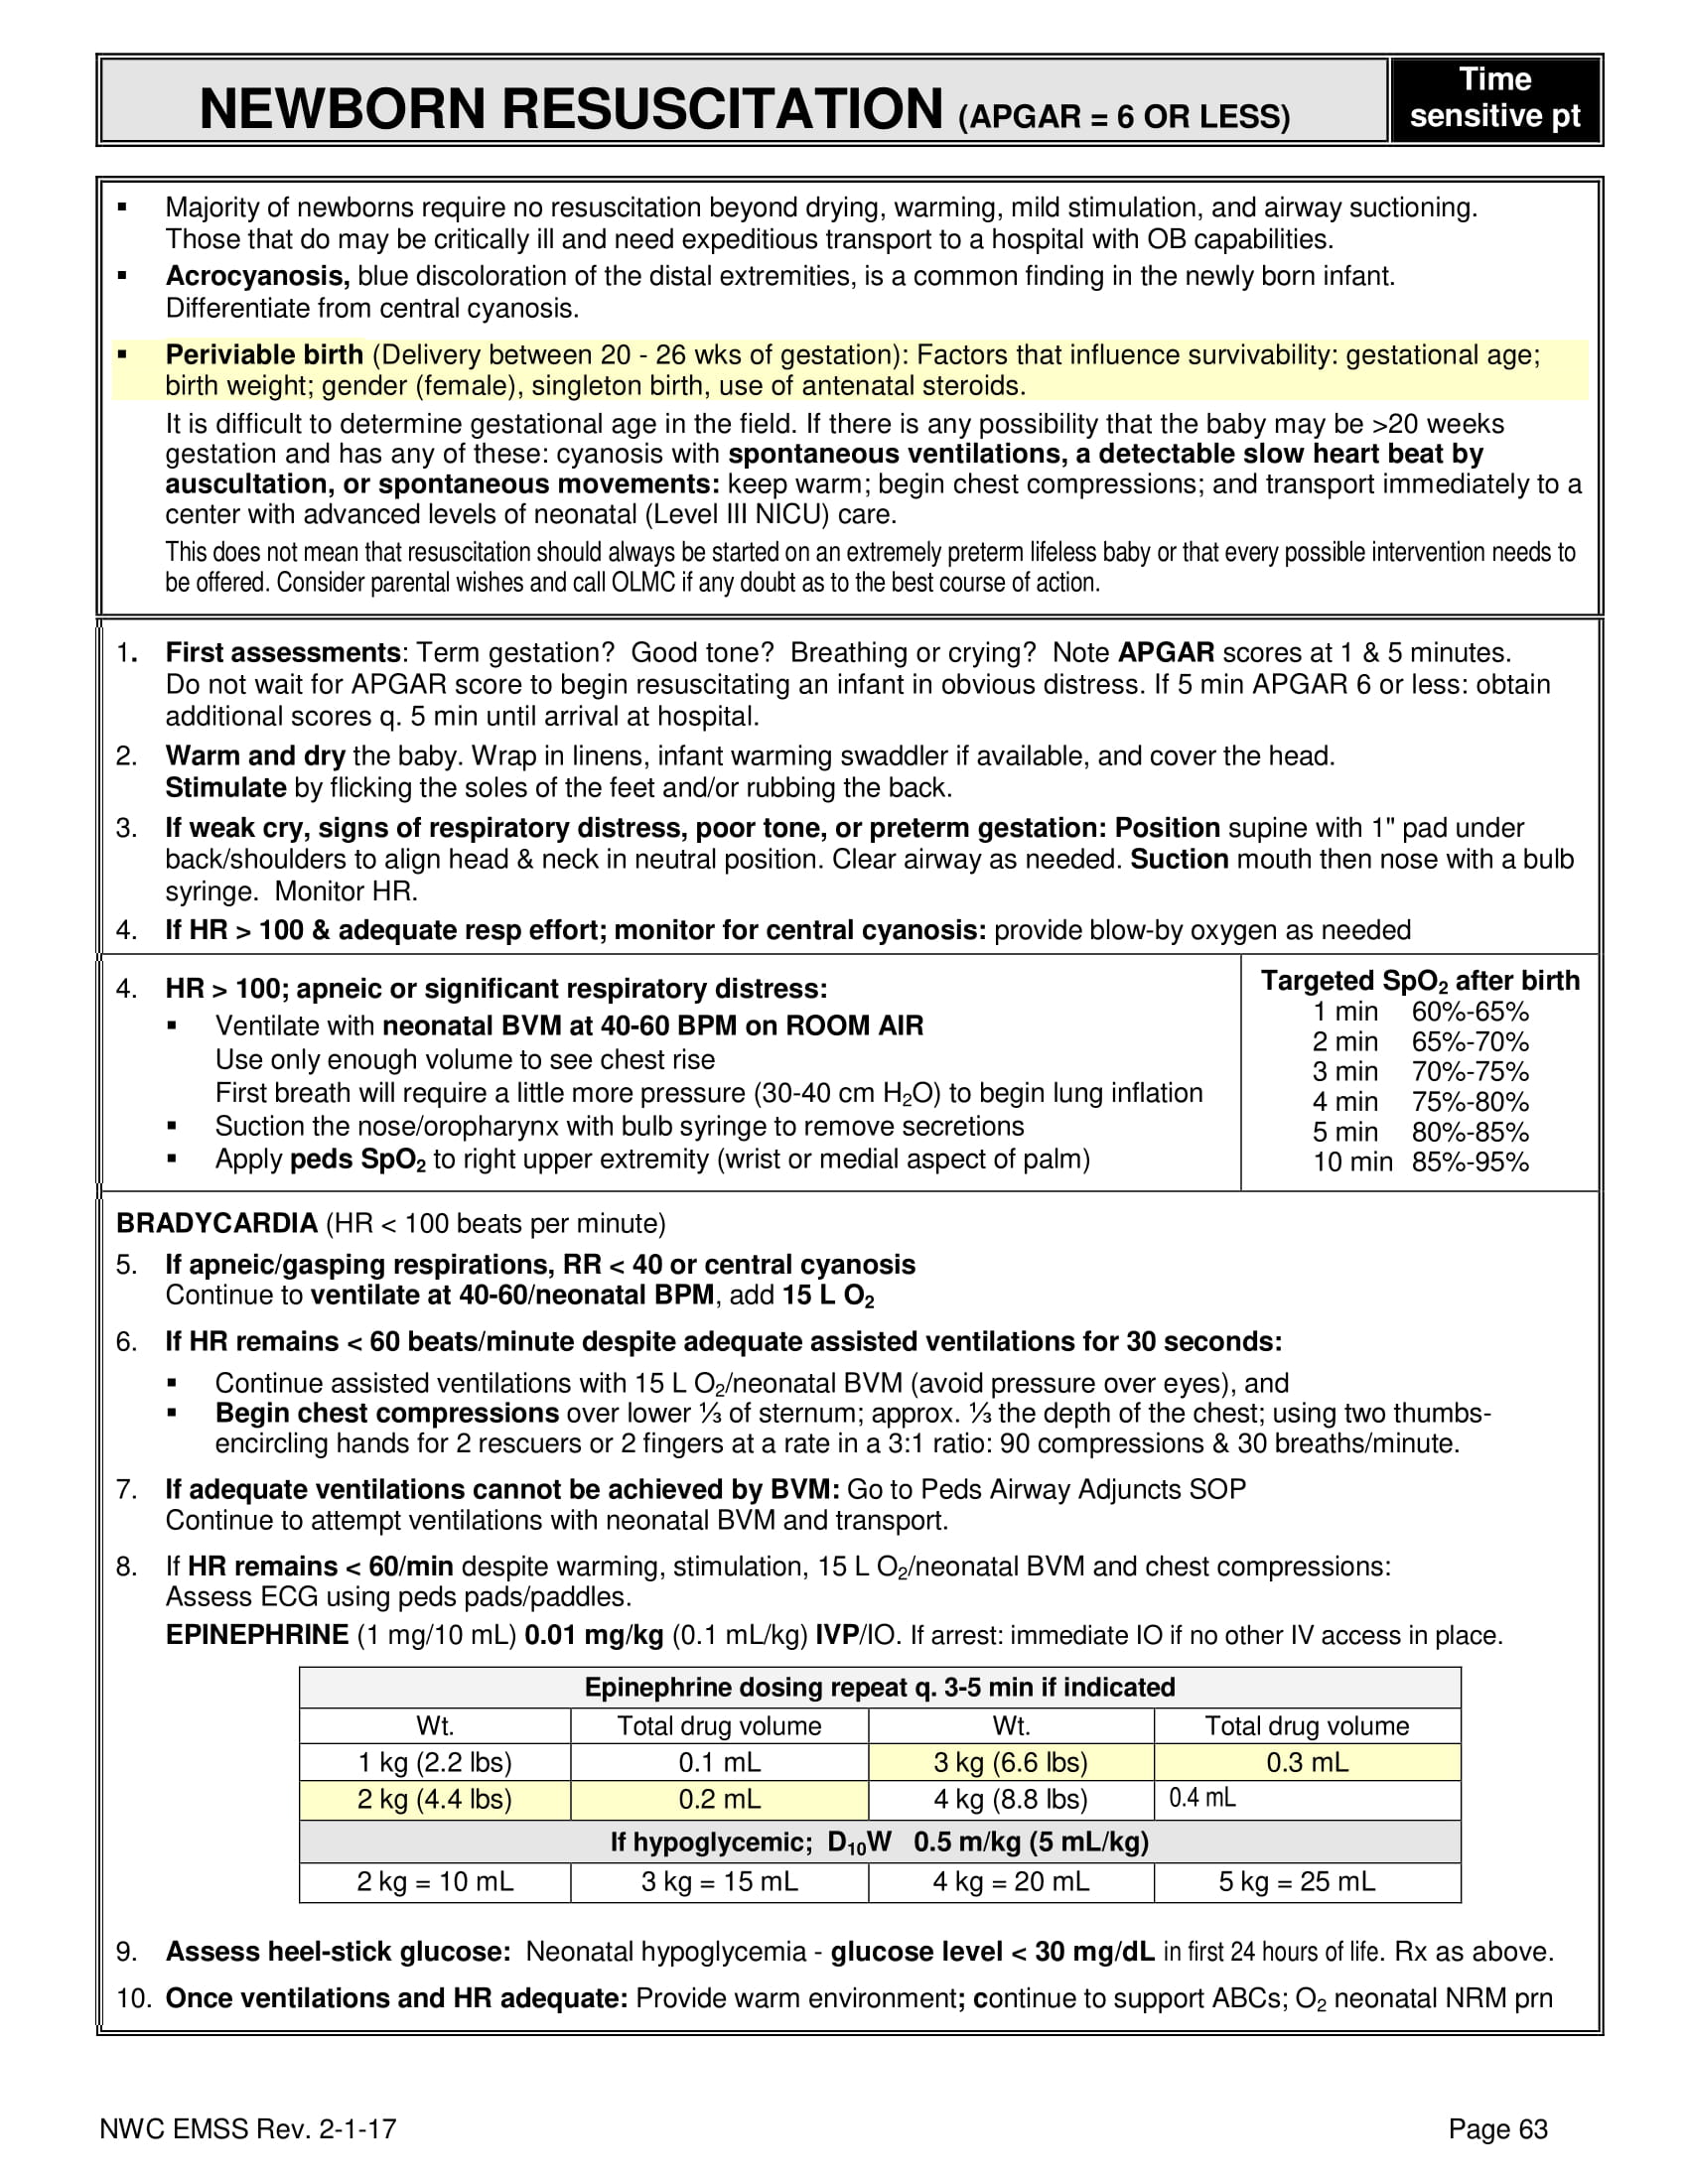 NEWBORN RESUSCITATION (APGAR = 6 OR LESS)
Time
sensitive pt
▪ Majority of newborns require no resuscitation beyond drying, warming, mild stimulation, and airway suctioning.
Those that do may be critically ill and need expeditious transport to a hospital with OB capabilities.
▪ Acrocyanosis, blue discoloration of the distal extremities, is a common finding in the newly born infant.
Differentiate from central cyanosis.
▪ Periviable birth (Delivery between 20 - 26 wks of gestation): Factors that influence survivability: gestational age;
birth weight; gender (female), singleton birth, use of antenatal steroids.
It is difficult to determine gestational age in the field. If there is any possibility that the baby may be >20 weeks
gestation and has any of these: cyanosis with spontaneous ventilations, a detectable slow heart beat by
auscultation, or spontaneous movements: keep warm; begin chest compressions; and transport immediately to a
center with advanced levels of neonatal (Level III NICU) care.
This does not mean that resuscitation should always be started on an extremely preterm lifeless baby or that every possible intervention needs to
be offered. Consider parental wishes and call OLMC if any doubt as to the best course of action.
1. First assessments: Term gestation? Good tone? Breathing or crying? Note APGAR scores at 1 & 5 minutes.
Do not wait for APGAR score to begin resuscitating an infant in obvious distress. If 5 min APGAR 6 or less: obtain
additional scores q. 5 min until arrival at hospital.
2. Warm and dry the baby. Wrap in linens, infant warming swaddler if available, and cover the head.
Stimulate by flicking the soles of the feet and/or rubbing the back.
3. If weak cry, signs of respiratory distress, poor tone, or preterm gestation: Position supine with 1" pad under
back/shoulders to align head & neck in neutral position. Clear airway as needed. Suction mouth then nose with a bulb
syringe. Monitor HR.
4. If HR > 100 & adequate resp effort; monitor for central cyanosis: provide blow-by oxygen as needed
4. HR > 100; apneic or significant respiratory distress:
▪ Ventilate with neonatal BVM at 40-60 BPM on ROOM AIR
Use only enough volume to see chest rise
First breath will require a little more pressure (30-40 cm H₂O) to begin lung inflation
▪ Suction the nose/oropharynx with bulb syringe to remove secretions
▪ Apply peds SpO₂ to right upper extremity (wrist or medial aspect of palm)
Targeted SpO₂ after birth
1 min 60%-65%
2 min 65%-70%
3 min 70%-75%
4 min 75%-80%
5 min 80%-85%
10 min 85%-95%
BRADYCARDIA (HR < 100 beats per minute)
5. If apneic/gasping respirations, RR < 40 or central cyanosis
Continue to ventilate at 40-60/neonatal BPM, add 15 L O₂
6. If HR remains < 60 beats/minute despite adequate assisted ventilations for 30 seconds:
▪ Continue assisted ventilations with 15 L O₂/neonatal BVM (avoid pressure over eyes), and
▪ Begin chest compressions over lower ⅓ of sternum; approx. ⅓ the depth of the chest; using two thumbs-
encircling hands for 2 rescuers or 2 fingers at a rate in a 3:1 ratio: 90 compressions & 30 breaths/minute.
7. If adequate ventilations cannot be achieved by BVM: Go to Peds Airway Adjuncts SOP
Continue to attempt ventilations with neonatal BVM and transport.
8. If HR remains < 60/min despite warming, stimulation, 15 L O₂/neonatal BVM and chest compressions:
Assess ECG using peds pads/paddles.
EPINEPHRINE (1 mg/10 mL) 0.01 mg/kg (0.1 mL/kg) IVP/IO. If arrest: immediate IO if no other IV access in place.
Epinephrine dosing repeat q. 3-5 min if indicated
Wt. Total drug volume Wt. Total drug volume
1 kg (2.2 lbs) 0.1 mL 3 kg (6.6 lbs) 0.3 mL
2 kg (4.4 lbs) 0.2 mL 4 kg (8.8 lbs) 0.4 mL
If hypoglycemic; D₁₀W 0.5 m/kg (5 mL/kg)
2 kg = 10 mL 3 kg = 15 mL 4 kg = 20 mL 5 kg = 25 mL
9. Assess heel-stick glucose: Neonatal hypoglycemia - glucose level < 30 mg/dL in first 24 hours of life. Rx as above.
10. Once ventilations and HR adequate: Provide warm environment; continue to support ABCs; O₂ neonatal NRM prn
NWC EMSS Rev. 2-1-17
Page 63